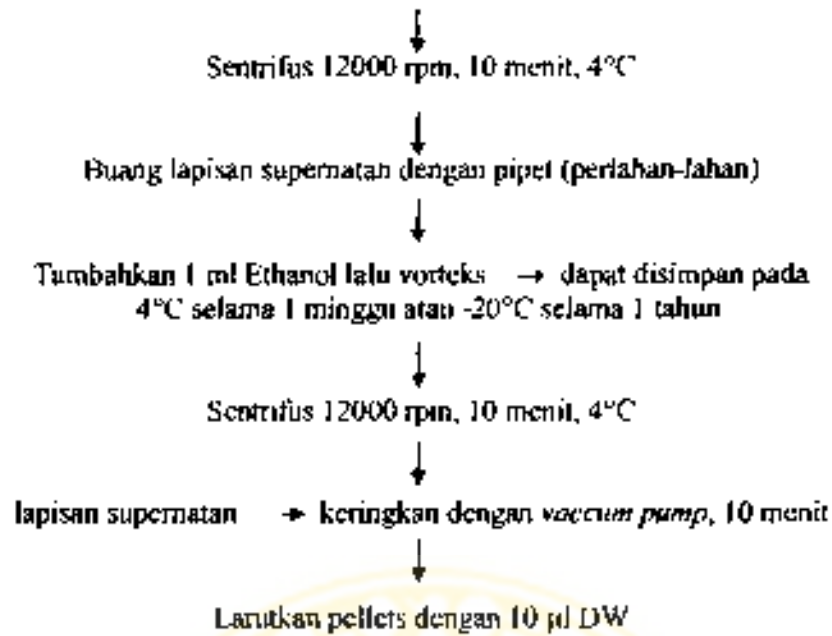 Sentrifus 12000 rpm, 10 menit, 4°C
Buang lapisan supernatan dengan pipet (perlahan-lahan)
Tambahkan 1 ml Ethanol lalu vorteks → dapat disimpan pada
4°C selama 1 minggu atau -20°C selama 1 tahun
Sentrifus 12000 rpm, 10 menit, 4°C
lapisan supernatan → keringkan dengan vaccum pump, 10 menit
Larutkan pellets dengan 10 µl DW